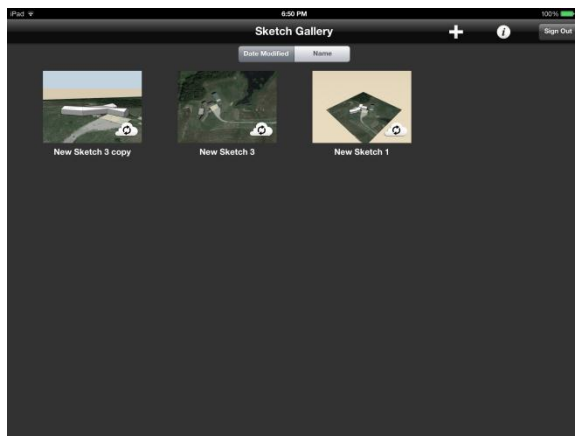 iPad 6:50 PM 100%
Sketch Gallery
Sign Out
Date Modified Name
New Sketch 3 copy New Sketch 3 New Sketch 1